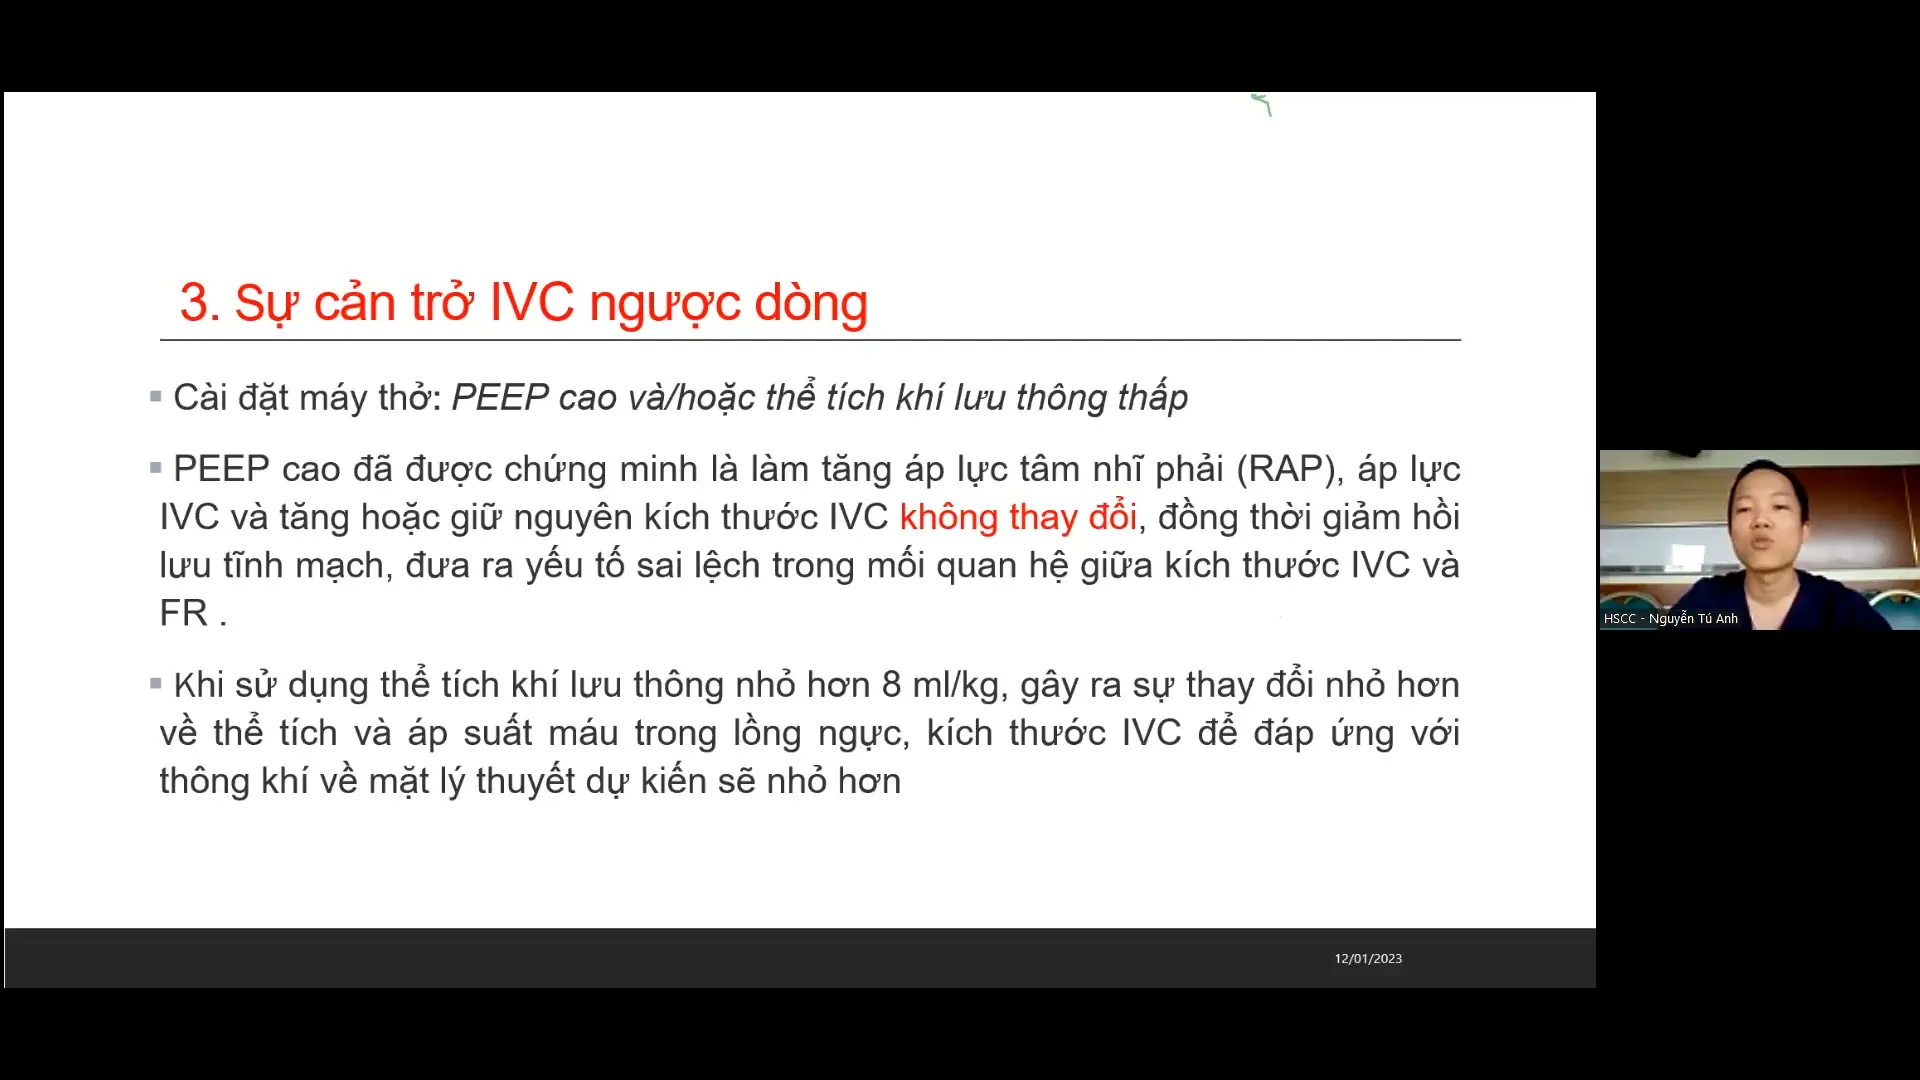 3. Sự cản trở IVC ngược dòng
▪ Cài đặt máy thở: PEEP cao và/hoặc thể tích khí lưu thông thấp
▪ PEEP cao đã được chứng minh là làm tăng áp lực tâm nhĩ phải (RAP), áp lực
IVC và tăng hoặc giữ nguyên kích thước IVC không thay đổi, đồng thời giảm hồi
lưu tĩnh mạch, đưa ra yếu tố sai lệch trong mối quan hệ giữa kích thước IVC và
FR .
▪ Khi sử dụng thể tích khí lưu thông nhỏ hơn 8 ml/kg, gây ra sự thay đổi nhỏ hơn
về thể tích và áp suất máu trong lồng ngực, kích thước IVC để đáp ứng với
thông khí về mặt lý thuyết dự kiến sẽ nhỏ hơn
12/01/2023
HSCC - Nguyễn Tú Anh